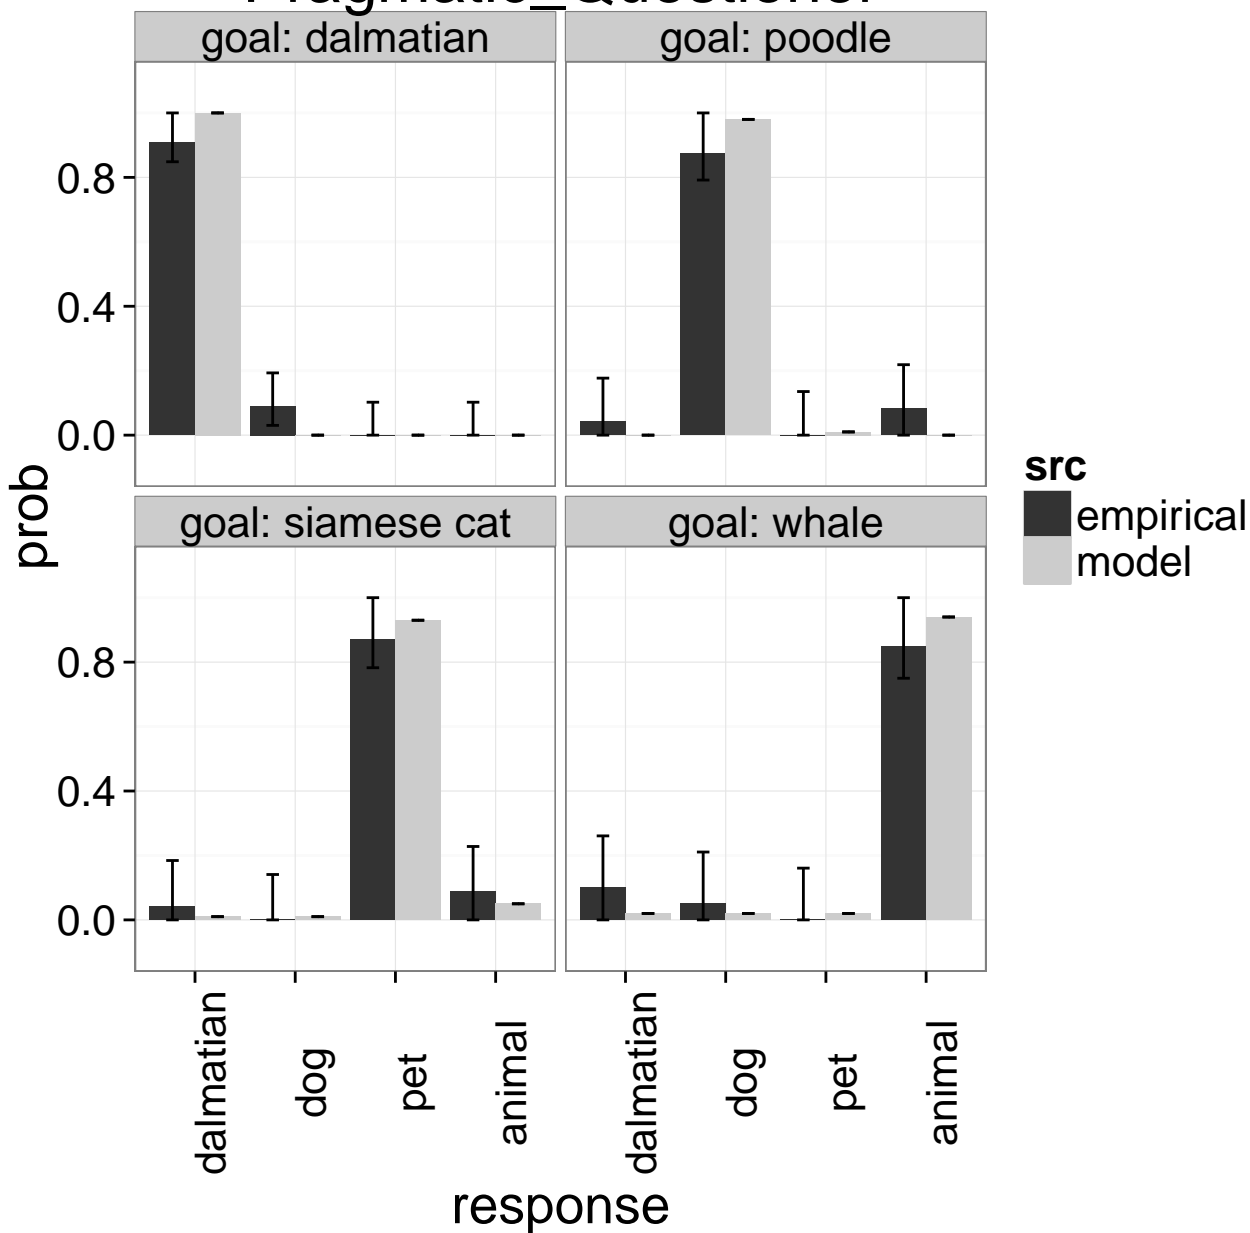 Pragmatic_Questioner
goal: dalmatian
goal: poodle
0.8
0.4
0.0
goal: siamese cat
goal: whale
0.8
0.4
0.0
prob
src
empirical
model
dalmatian
dog
pet
animal
dalmatian
dog
pet
animal
response